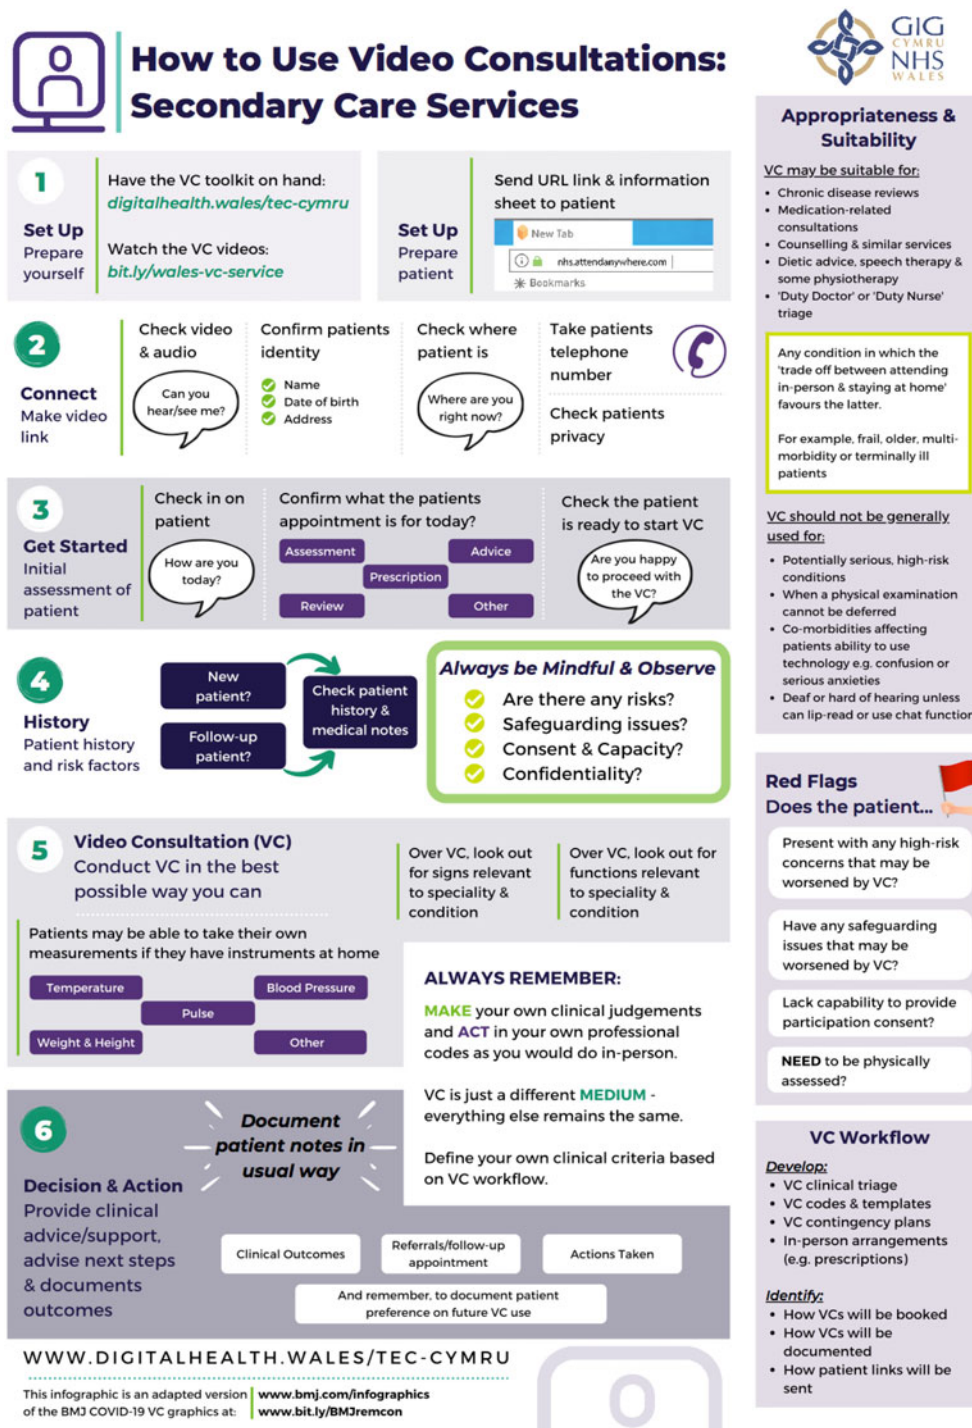 How to Use Video Consultations:
Secondary Care Services
GIG
CYMRU
NHS
WALES
1
Set Up
Prepare
yourself
Have the VC toolkit on hand:
digitalhealth.wales/tec-cymru
Watch the VC videos:
bit.ly/wales-vc-service
Set Up
Prepare
patient
Send URL link & information
sheet to patient
New Tab
nhs.attendanywhere.com
Bookmarks
2
Connect
Make video
link
Check video
& audio
Can you
hear/see me?
Confirm patients
identity
Name
Date of birth
Address
Check where
patient is
Where are you
right now?
Take patients
telephone
number
Check patients
privacy
3
Get Started
Initial
assessment of
patient
Check in on
patient
How are you
today?
Confirm what the patients
appointment is for today?
Assessment
Advice
Prescription
Review
Other
Check the patient
is ready to start VC
Are you happy
to proceed with
the VC?
4
History
Patient history
and risk factors
New
patient?
Follow-up
patient?
Check patient
history &
medical notes
Always be Mindful & Observe
Are there any risks?
Safeguarding issues?
Consent & Capacity?
Confidentiality?
5
Video Consultation (VC)
Conduct VC in the best
possible way you can
Patients may be able to take their own
measurements if they have instruments at home
Temperature
Blood Pressure
Pulse
Weight & Height
Other
Over VC, look out
for signs relevant
to speciality &
condition
Over VC, look out for
functions relevant
to speciality &
condition
ALWAYS REMEMBER:
MAKE your own clinical judgements
and ACT in your own professional
codes as you would do in-person.
VC is just a different MEDIUM -
everything else remains the same.
Define your own clinical criteria based
on VC workflow.
6
Decision & Action
Provide clinical
advice/support,
advise next steps
& documents
outcomes
Document
patient notes in
usual way
Clinical Outcomes
Referrals/follow-up
appointment
Actions Taken
And remember, to document patient
preference on future VC use
WWW.DIGITALHEALTH.WALES/TEC-CYMRU
This infographic is an adapted version
of the BMJ COVID-19 VC graphics at:
www.bmj.com/infographics
www.bit.ly/BMJremcon
Appropriateness &
Suitability
VC may be suitable for:
• Chronic disease reviews
• Medication-related
consultations
• Counselling & similar services
• Dietic advice, speech therapy &
some physiotherapy
• 'Duty Doctor' or 'Duty Nurse'
triage
Any condition in which the
'trade off between attending
in-person & staying at home'
favours the latter.
For example, frail, older, multi-
morbidity or terminally ill
patients
VC should not be generally
used for:
• Potentially serious, high-risk
conditions
• When a physical examination
cannot be deferred
• Co-morbidities affecting
patients ability to use
technology e.g. confusion or
serious anxieties
• Deaf or hard of hearing unless
can lip-read or use chat function
Red Flags
Does the patient...
Present with any high-risk
concerns that may be
worsened by VC?
Have any safeguarding
issues that may be
worsened by VC?
Lack capability to provide
participation consent?
NEED to be physically
assessed?
VC Workflow
Develop:
• VC clinical triage
• VC codes & templates
• VC contingency plans
• In-person arrangements
(e.g. prescriptions)
Identify:
• How VCs will be booked
• How VCs will be
documented
• How patient links will be
sent